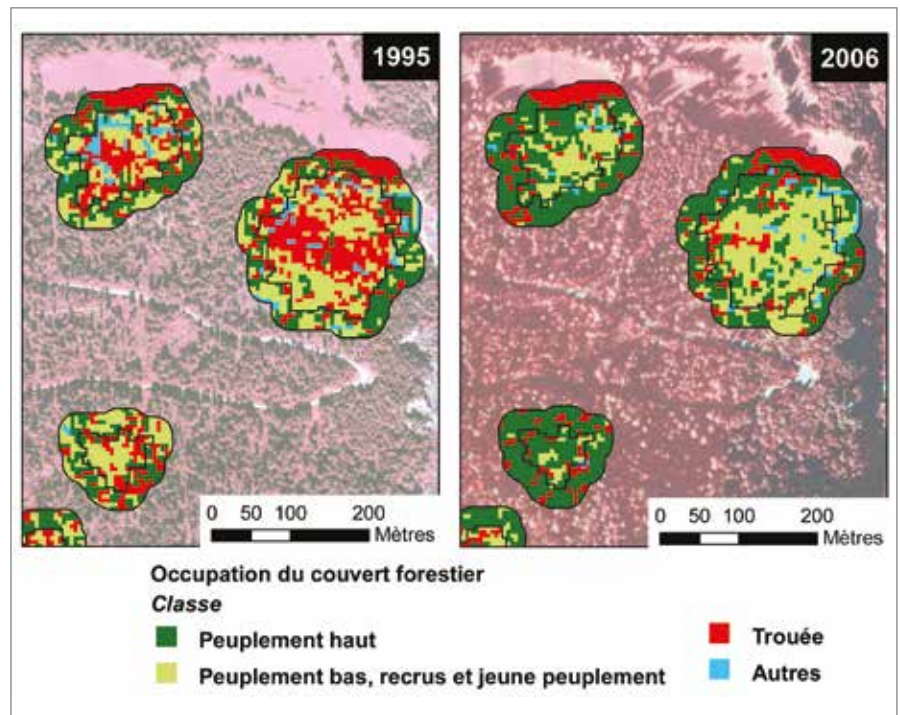 1995
2006
0 50 100 200
Mètres
0 50 100 200
Mètres
Occupation du couvert forestier
Classe
Peuplement haut
Peuplement bas, recrus et jeune peuplement
Trouée
Autres